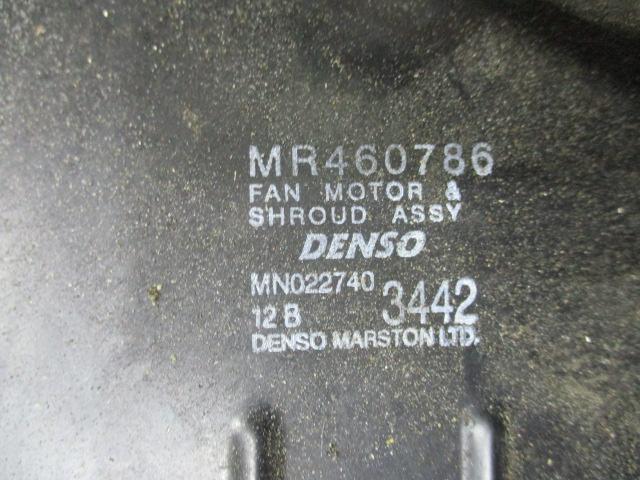 MR460786
FAN MOTOR &
SHROUD ASSY
DENSO
MN022740
12 B 3442
DENSO MARSTON LTD.